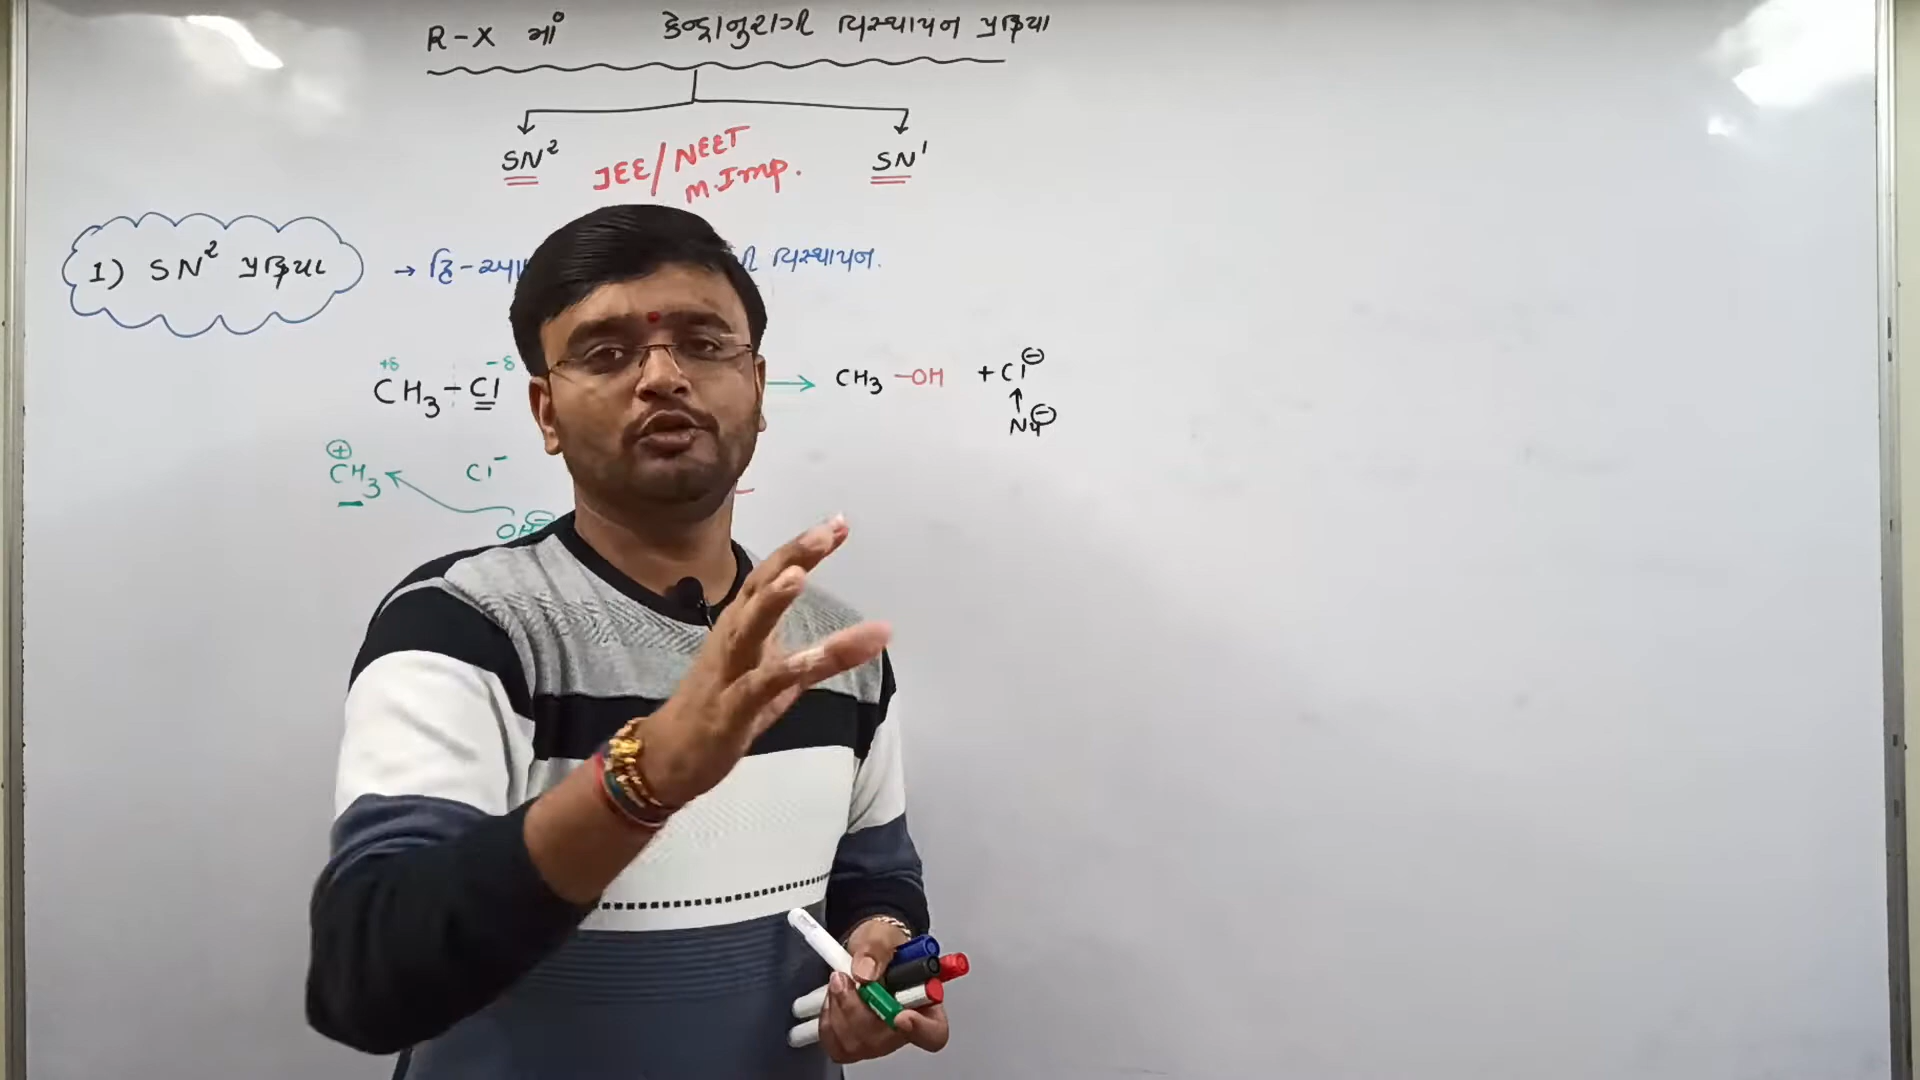 R-X માં કેન્દ્રાનુરાગી વિસ્થાપન પ્રક્રિયા
SN² SN¹
JEE/NEET
M.Imp.
1) SN² પ્રક્રિયા → દ્વિ-આ વિસ્થાપન.
+δ -δ
CH₃-Cl → CH₃-OH + Cl⊖
↑
Nu⊖
⊕
CH₃ Cl⁻
OH⊖